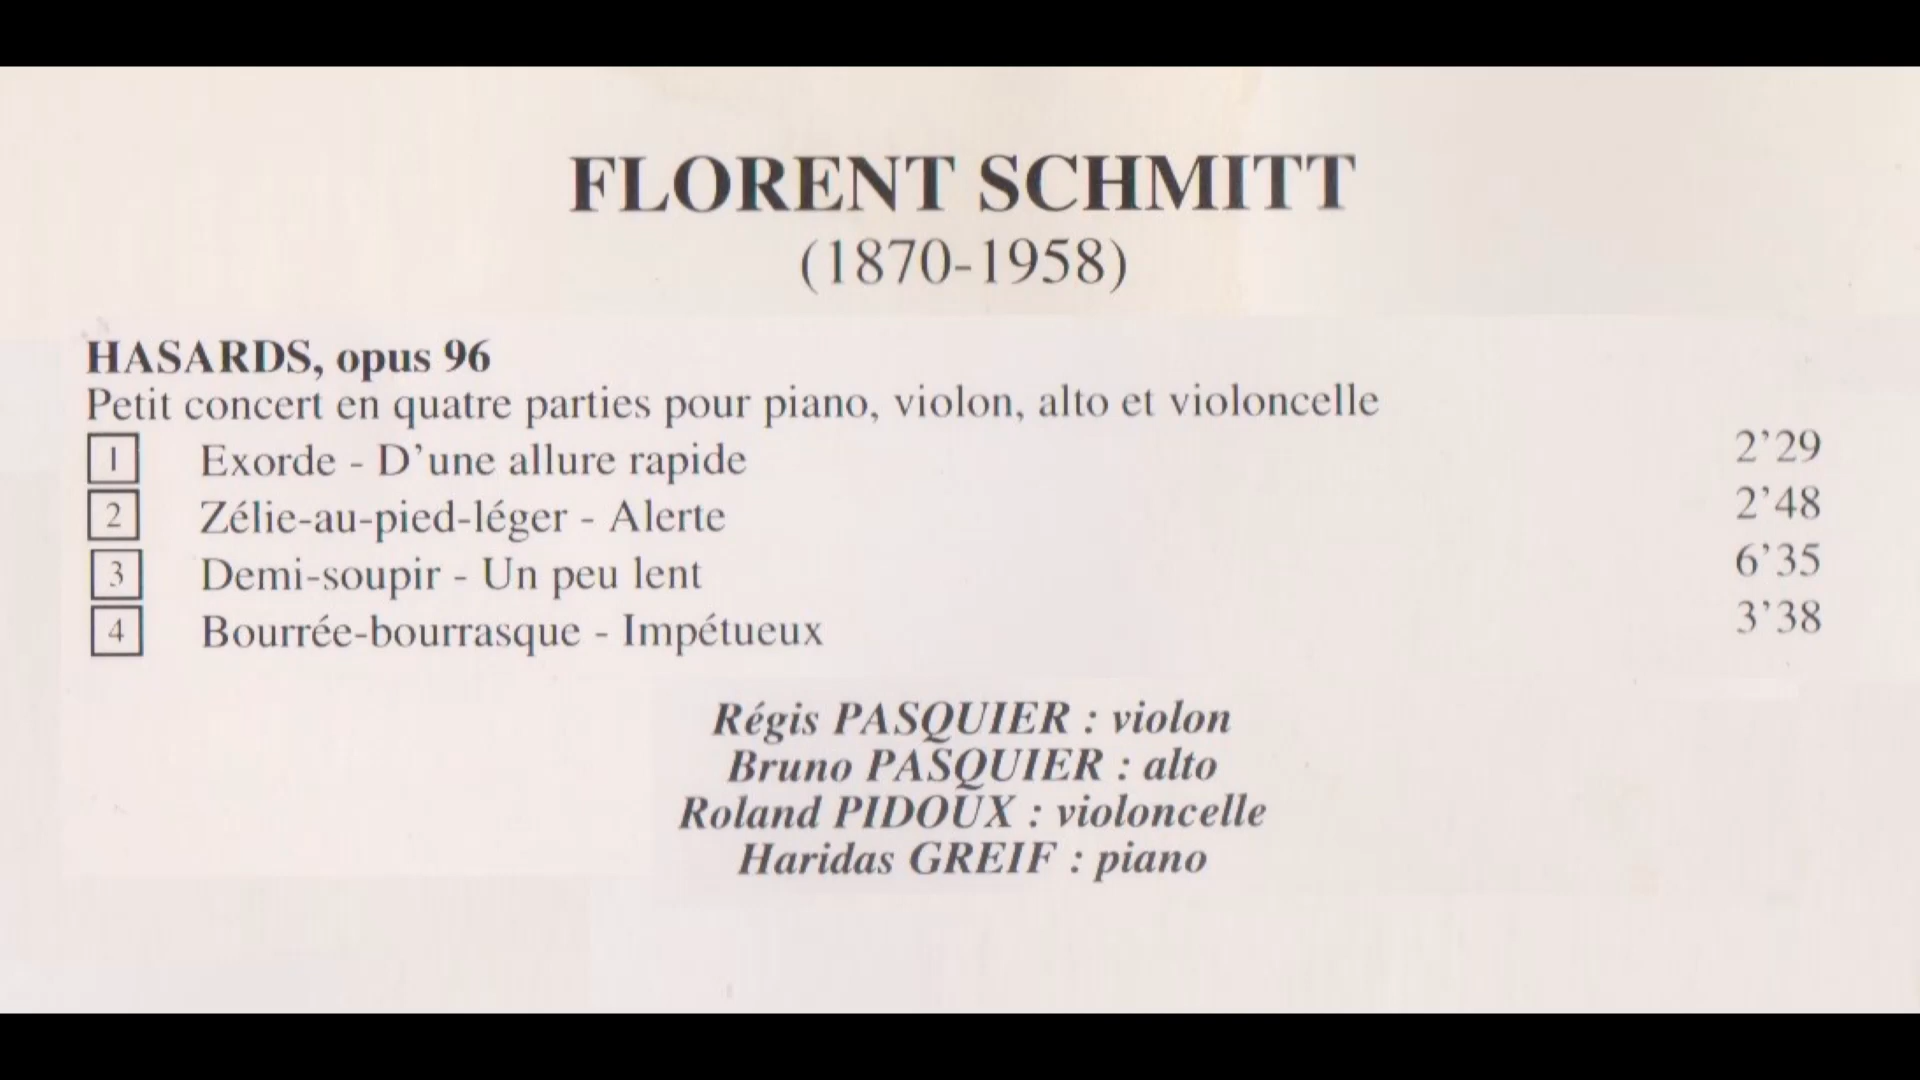 FLORENT SCHMITT
(1870-1958)
HASARDS, opus 96
Petit concert en quatre parties pour piano, violon, alto et violoncelle
1 Exorde - D'une allure rapide 2'29
2 Zélie-au-pied-léger - Alerte 2'48
3 Demi-soupir - Un peu lent 6'35
4 Bourrée-bourrasque - Impétueux 3'38
Régis PASQUIER : violon
Bruno PASQUIER : alto
Roland PIDOUX : violoncelle
Haridas GREIF : piano